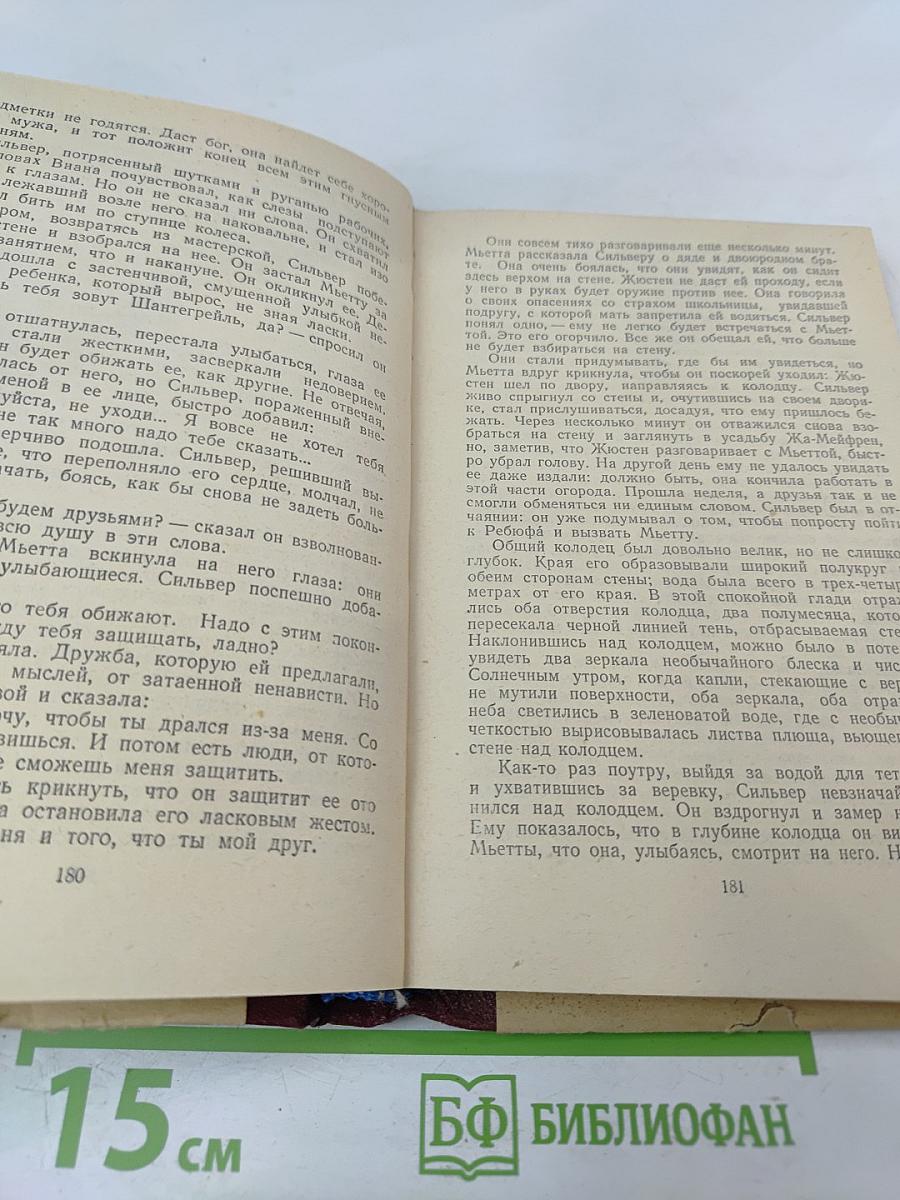 дметки не годятся. Даст бог, она найдет себе хоро-
мужа, и тот положит конец всем этим гнусным
ням.
львер, потрясенный шутками и руганью рабочих,
ловах Виана почувствовал, как слезы подступают
к глазам. Но он не сказал ни слова. Он схватил
лежавший возле него на наковальне, и стал изо
л бить им по ступице колеса.
ром, возвратясь из мастерской, Сильвер побе-
стене и взобрался на нее. Он застал Мьетту за
занятием, что и накануне. Он окликнул ее. Де-
дошла с застенчивой, смущенной улыбкой не-
ребенка, который вырос, не зная ласки.
ь тебя зовут Шантегрейль, да? — спросил он
отшатнулась, перестала улыбаться, глаза ее
стали жесткими, засверкали недоверием.
н будет обижать ее, как другие. Не отвечая,
лась от него, но Сильвер, пораженный вне-
меной в ее лице, быстро добавил:
уйста, не уходи... Я вовсе не хотел тебя
не так много надо тебе сказать...
верчиво подошла. Сильвер, решивший вы-
е, что переполняло его сердце, молчал, не
ачать, боясь, как бы снова не задеть боль-
будем друзьями? — сказал он взволнован-
всю душу в эти слова.
Мьетта вскинула на него глаза: они
улыбающиеся. Сильвер поспешно доба-
то тебя обижают. Надо с этим покон-
ду тебя защищать, ладно?
яла. Дружба, которую ей предлагали,
мыслей, от затаенной ненависти. Но
вой и сказала:
очу, чтобы ты дрался из-за меня. Со
вишься. И потом есть люди, от кото-
е сможешь меня защитить.
ь крикнуть, что он защитит ее ото
а остановила его ласковым жестом.
ня и того, что ты мой друг.
180
Они совсем тихо разговаривали еще несколько минут.
Мьетта рассказала Сильверу о дяде и двоюродном бра-
те. Она очень боялась, что они увидят, как он сидит
здесь верхом на стене. Жюстен не даст ей проходу, если
у него в руках будет оружие против нее. Она говорила
о своих опасениях со страхом школьницы, увидавшей
подругу, с которой мать запретила ей водиться. Сильвер
понял одно, — ему не легко будет встречаться с Мьет-
той. Это его огорчило. Все же он обещал ей, что больше
не будет взбираться на стену.
Они стали придумывать, где бы им увидеться, но
Мьетта вдруг крикнула, чтобы он поскорей уходил: Жю-
стен шел по двору, направляясь к колодцу. Сильвер
живо спрыгнул со стены и, очутившись на своем двори-
ке, стал прислушиваться, досадуя, что ему пришлось бе-
жать. Через несколько минут он отважился снова взо-
браться на стену и заглянуть в усадьбу Жа-Мейфрен,
но, заметив, что Жюстен разговаривает с Мьеттой, быст-
ро убрал голову. На другой день ему не удалось увидать
ее даже издали: должно быть, она кончила работать в
этой части огорода. Прошла неделя, а друзья так и не
смогли обменяться ни единым словом. Сильвер был в от-
чаянии: он уже подумывал о том, чтобы попросту пойти
к Ребюфа́ и вызвать Мьетту.
Общий колодец был довольно велик, но не слишко
глубок. Края его образовывали широкий полукруг
обеим сторонам стены; вода была всего в трех-четыр
метрах от его края. В этой спокойной глади отраж
лись оба отверстия колодца, два полумесяца, кото
пересекала черной линией тень, отбрасываемая сте
Наклонившись над колодцем, можно было в поте
увидеть два зеркала необычайного блеска и чис
Солнечным утром, когда капли, стекающие с вер
не мутили поверхности, оба зеркала, оба отра
неба светились в зеленоватой воде, где с необыч
четкостью вырисовывалась листва плюща, вьющег
стене над колодцем.
Как-то раз поутру, выйдя за водой для тет
и ухватившись за веревку, Сильвер невзначай
нился над колодцем. Он вздрогнул и замер н
Ему показалось, что в глубине колодца он ви
Мьетты, что она, улыбаясь, смотрит на него. Н
181
15 см
БФ БИБЛИОФАН